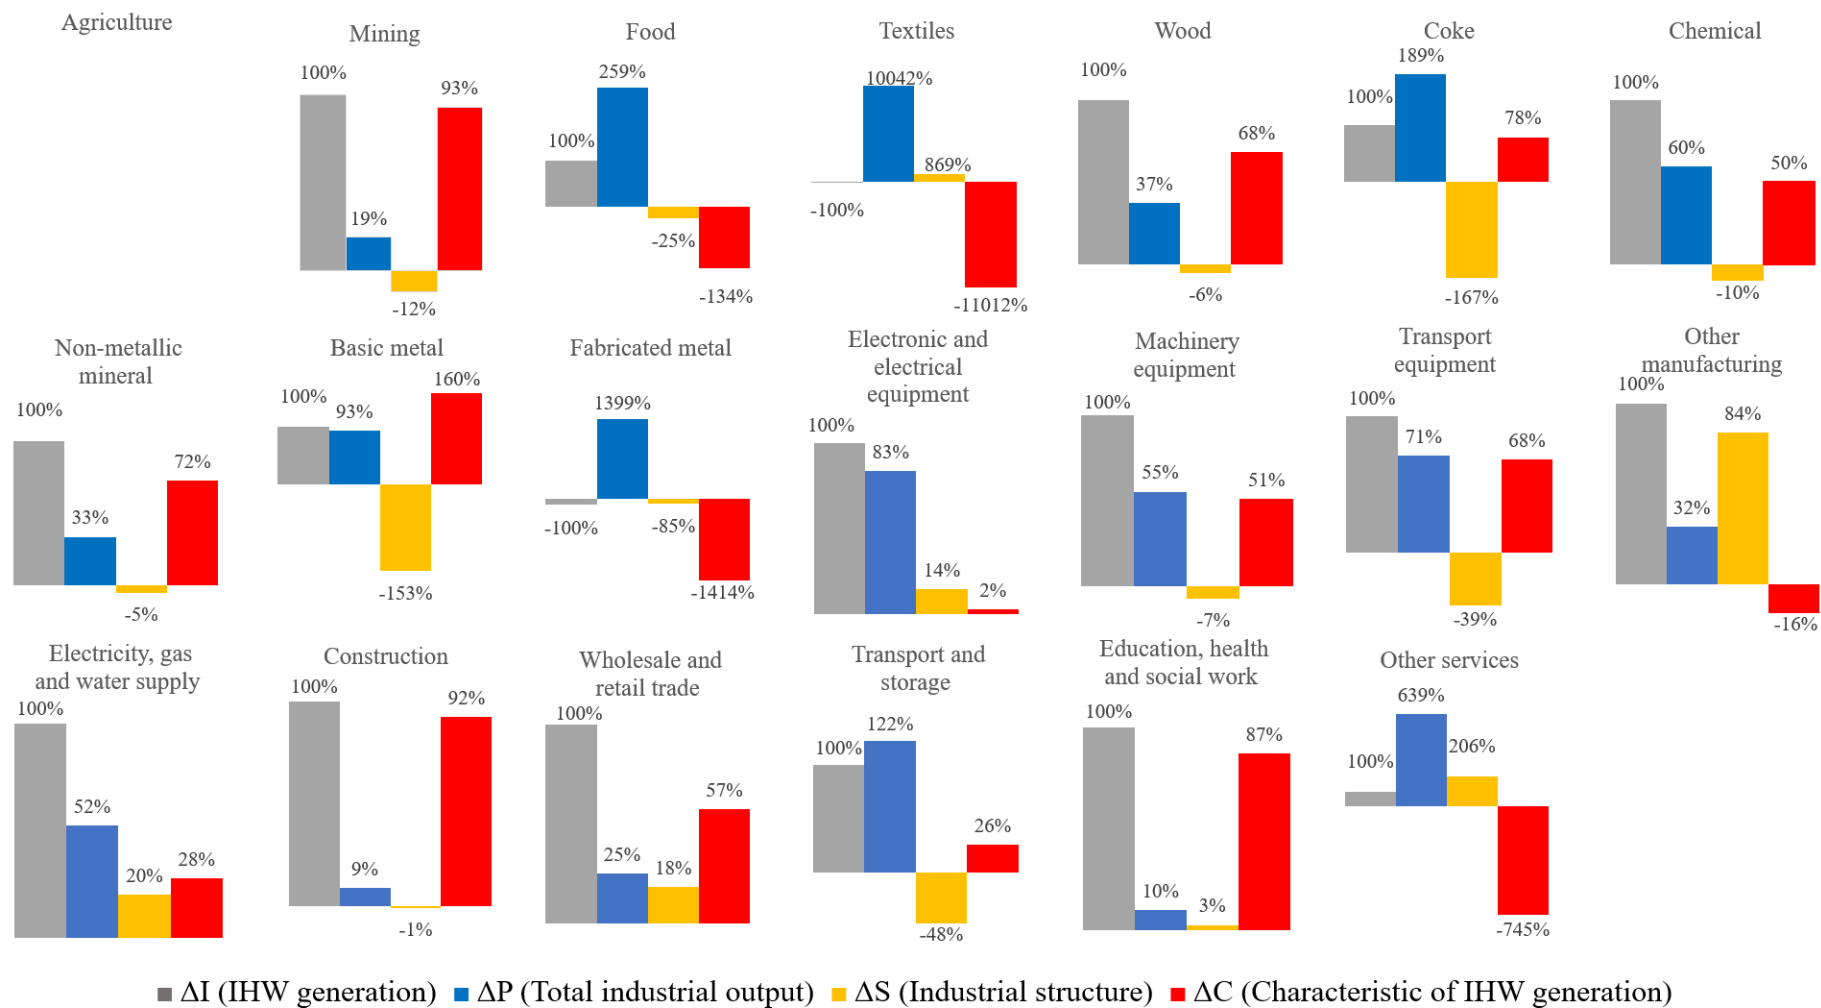 Agriculture
Mining
100%
19%
-12%
93%
Food
100%
259%
-25%
-134%
Textiles
-100%
10042%
869%
-11012%
Wood
100%
37%
-6%
68%
Coke
100%
189%
-167%
78%
Chemical
100%
60%
-10%
50%
Non-metallic
mineral
100%
33%
-5%
72%
Basic metal
100%
93%
-153%
160%
Fabricated metal
-100%
1399%
-85%
-1414%
Electronic and
electrical
equipment
100%
83%
14%
2%
Machinery
equipment
100%
55%
-7%
51%
Transport
equipment
100%
71%
-39%
68%
Other
manufacturing
100%
32%
84%
-16%
Electricity, gas
and water supply
100%
52%
20%
28%
Construction
100%
9%
-1%
92%
Wholesale and
retail trade
100%
25%
18%
57%
Transport and
storage
100%
122%
-48%
26%
Education, health
and social work
100%
10%
3%
87%
Other services
100%
639%
206%
-745%
ΔI (IHW generation) ΔP (Total industrial output) ΔS (Industrial structure) ΔC (Characteristic of IHW generation)